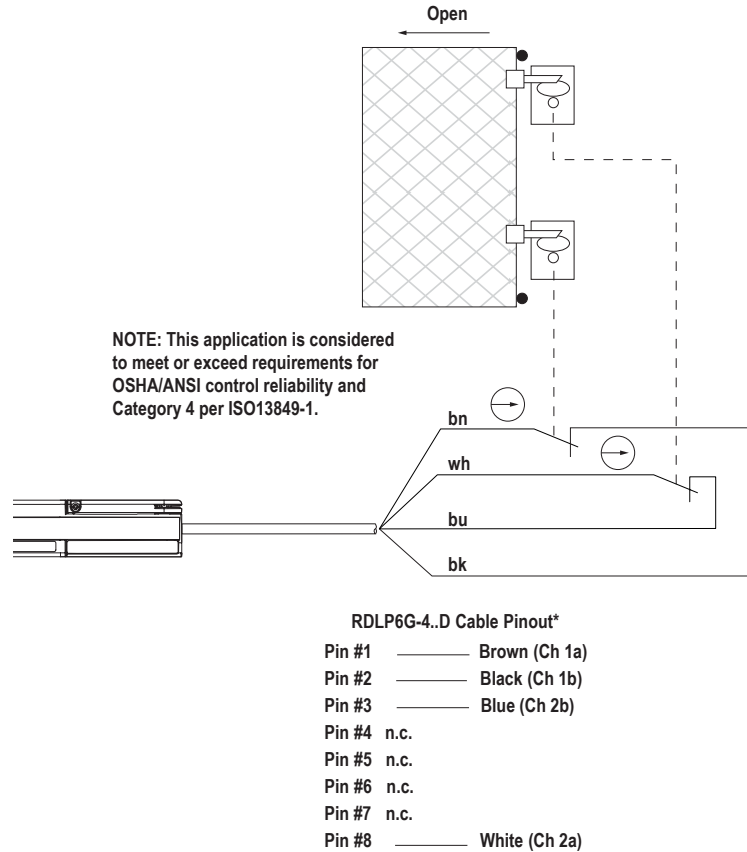 Open
NOTE: This application is considered
to meet or exceed requirements for
OSHA/ANSI control reliability and
Category 4 per ISO13849-1.
bn
wh
bu
bk
RDLP6G-4..D Cable Pinout*
Pin #1 Brown (Ch 1a)
Pin #2 Black (Ch 1b)
Pin #3 Blue (Ch 2b)
Pin #4 n.c.
Pin #5 n.c.
Pin #6 n.c.
Pin #7 n.c.
Pin #8 White (Ch 2a)